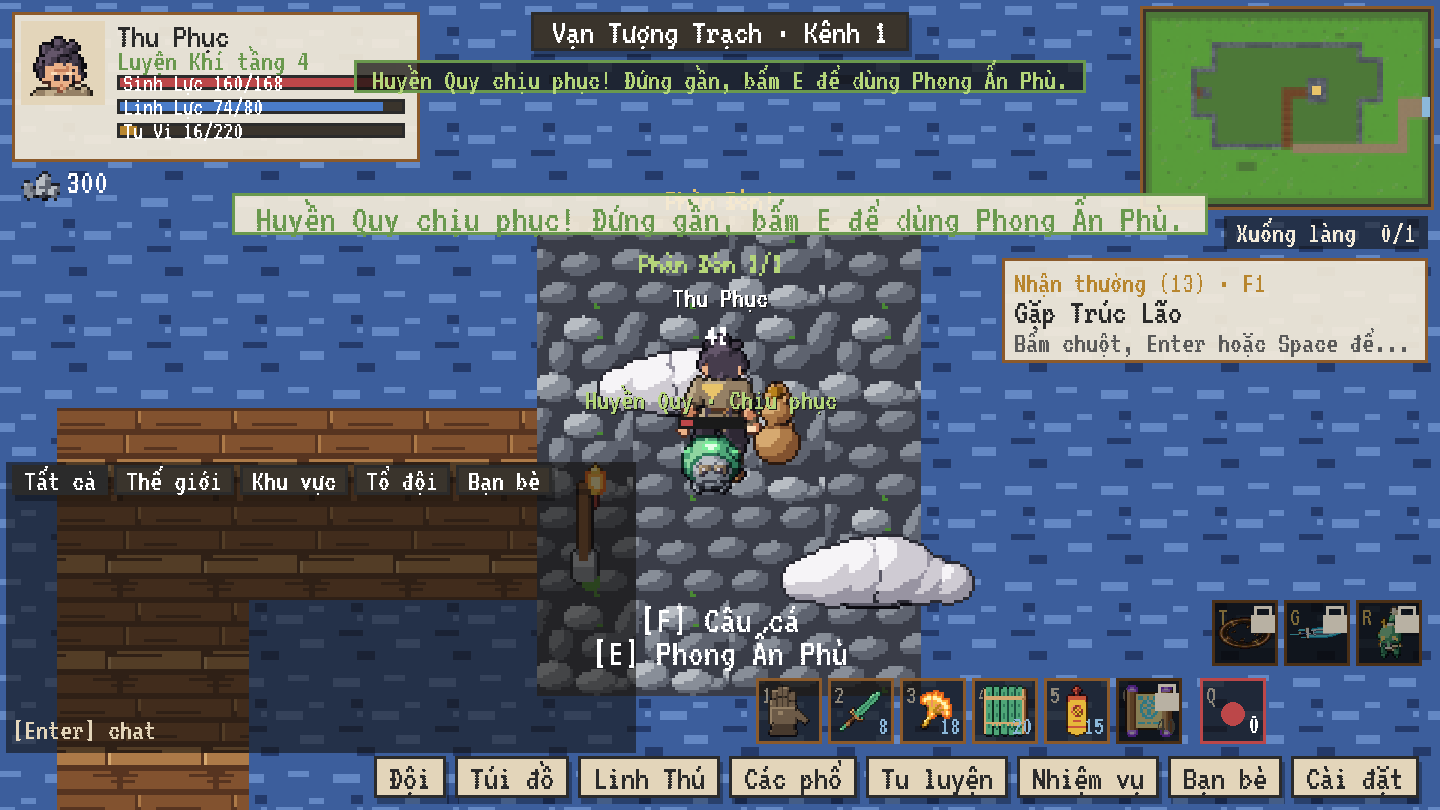 Thu Phục
Luyện Khí tầng 4
Sinh Lực 160/168
Linh Lực 74/80
Tu Vi 16/220
300
Vạn Tượng Trạch · Kênh 1
Huyền Quy chịu phục! Đứng gần, bấm E để dùng Phong Ấn Phù.
Huyền Quy chịu phục! Đứng gần, bấm E để dùng Phong Ấn Phù.
Xuống làng 0/1
Nhận thưởng (13) · F1
Gặp Trúc Lão
Bấm chuột, Enter hoặc Space để...
Phản Đòn 1/1
Thu Phục
Huyền Quy · Chịu phục
Tất cả Thế giới Khu vực Tổ đội Bạn bè
[F] Câu cá
[E] Phong Ấn Phù
[Enter] chat
T G R
1 2 8 3 18 4 20 5 15 Q 0
Đội Túi đồ Linh Thú Các phổ Tu luyện Nhiệm vụ Bạn bè Cài đặt